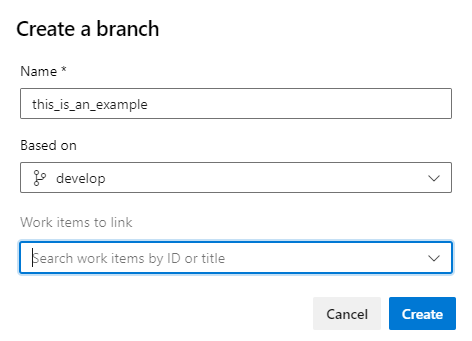 Create a branch
Name *
this_is_an_example
Based on
develop
Work items to link
Search work items by ID or title
Cancel
Create